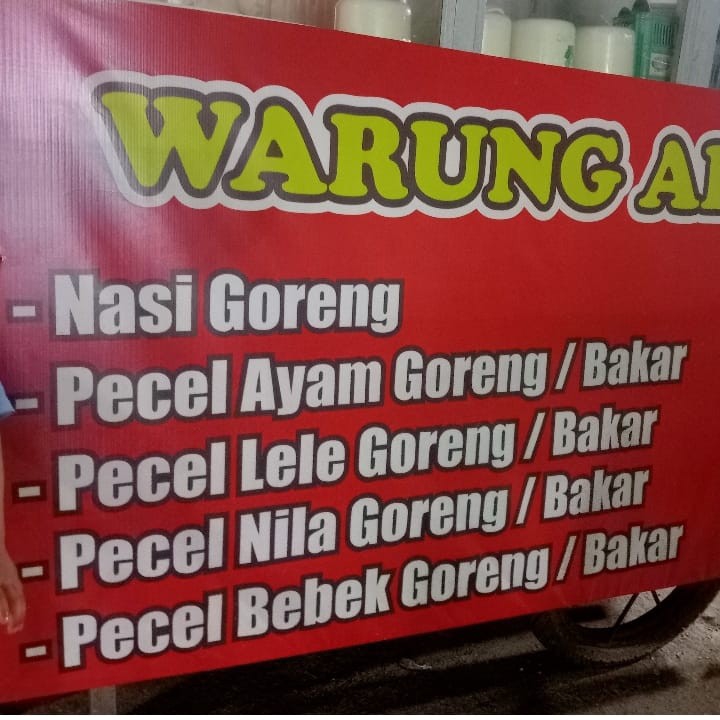 WARUNG
- Nasi Goreng
- Pecel Ayam Goreng / Bakar
- Pecel Lele Goreng / Bakar
- Pecel Nila Goreng / Bakar
- Pecel Bebek Goreng / Bakar